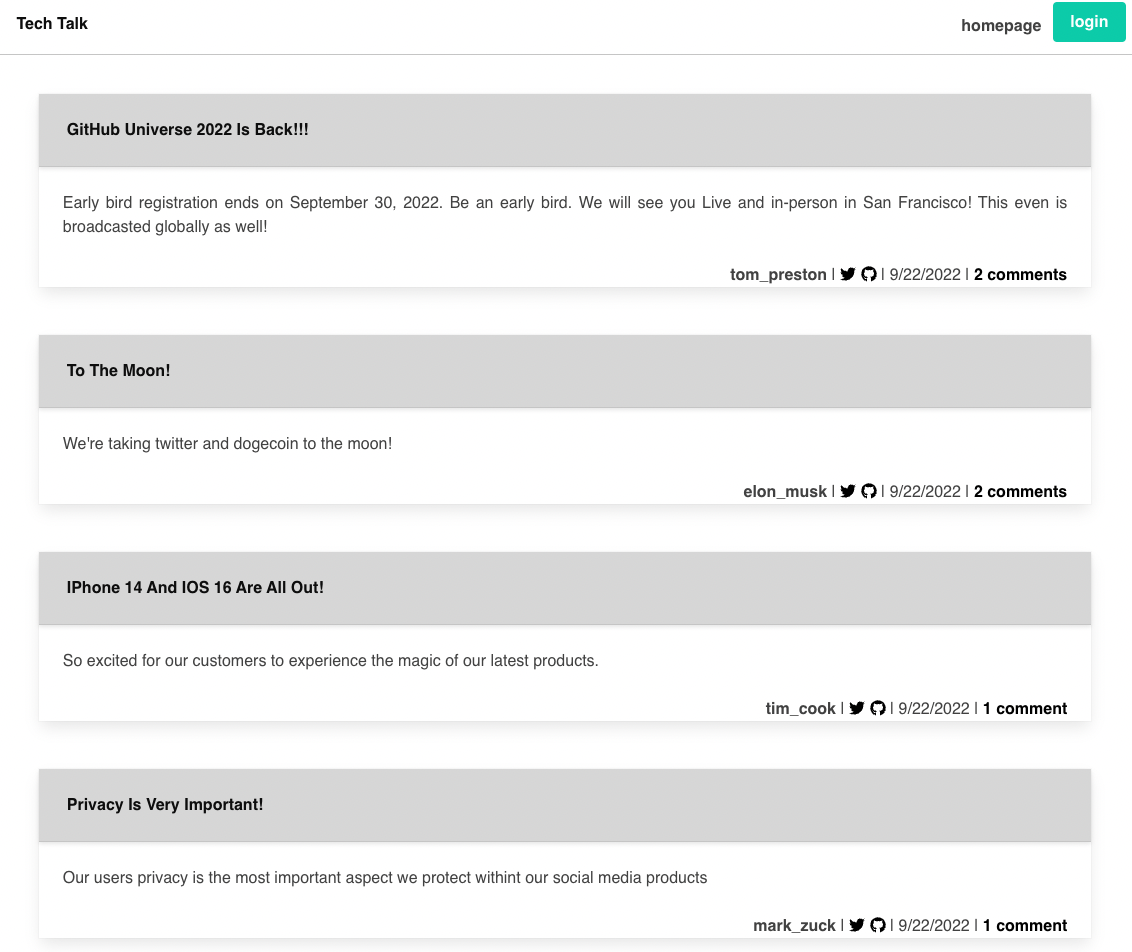 Tech Talk
homepage
login
GitHub Universe 2022 Is Back!!!
Early bird registration ends on September 30, 2022. Be an early bird. We will see you Live and in-person in San Francisco! This even is
broadcasted globally as well!
tom_preston | | 9/22/2022 | 2 comments
To The Moon!
We're taking twitter and dogecoin to the moon!
elon_musk | | 9/22/2022 | 2 comments
IPhone 14 And IOS 16 Are All Out!
So excited for our customers to experience the magic of our latest products.
tim_cook | | 9/22/2022 | 1 comment
Privacy Is Very Important!
Our users privacy is the most important aspect we protect withint our social media products
mark_zuck | | 9/22/2022 | 1 comment